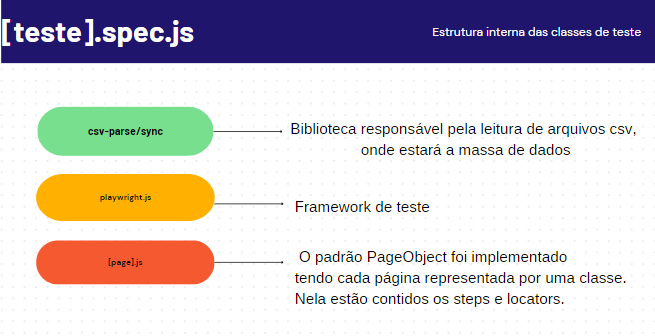 [teste].spec.js
Estrutura interna das classes de teste
csv-parse/sync
Biblioteca responsável pela leitura de arquivos csv,
onde estará a massa de dados
playwright.js
Framework de teste
[page].js
O padrão PageObject foi implementado
tendo cada página representada por uma classe.
Nela estão contidos os steps e locators.